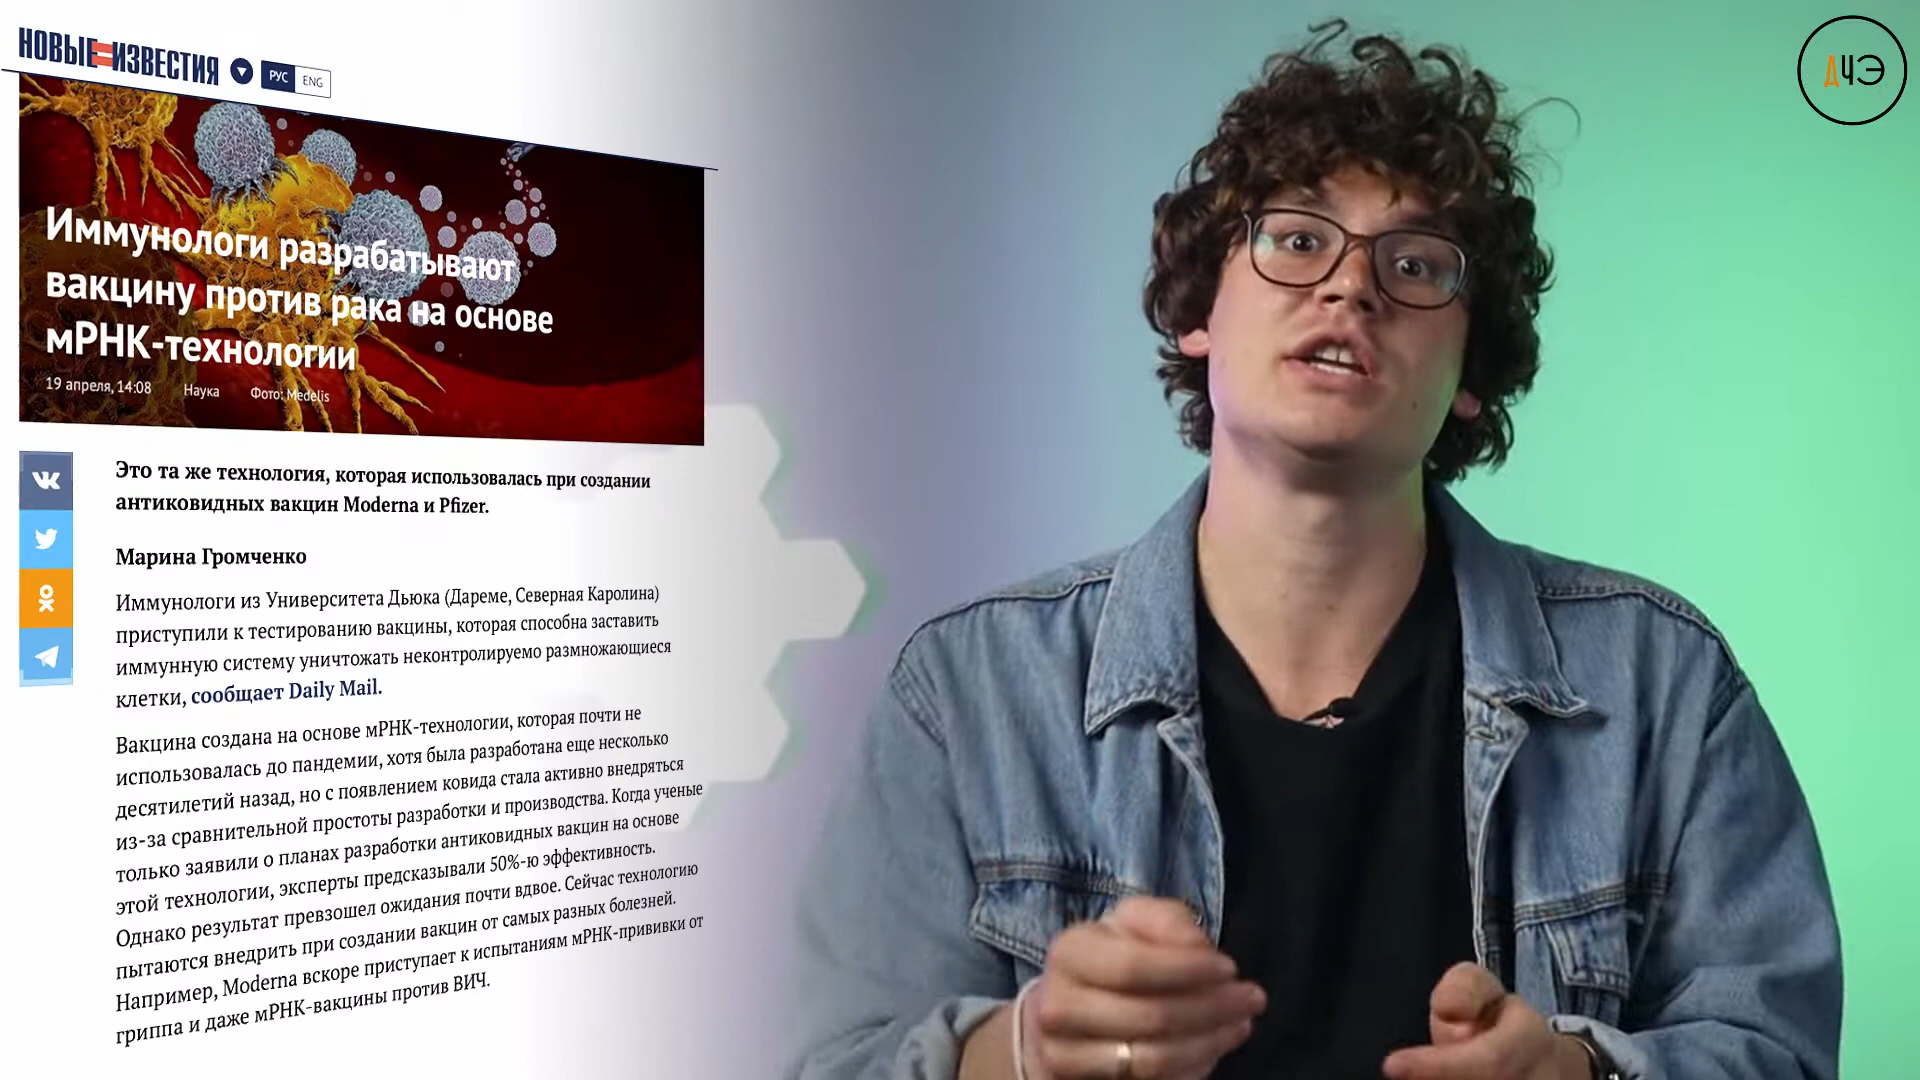 НОВЫЕ ИЗВЕСТИЯ
РУС ENG
ДЧЭ
Иммунологи разрабатывают
вакцину против рака на основе
мРНК-технологии
19 апреля, 14:08 Наука Фото: Medelis
Это та же технология, которая использовалась при создании
антиковидных вакцин Moderna и Pfizer.
Марина Громченко
Иммунологи из Университета Дьюка (Дареме, Северная Каролина)
приступили к тестированию вакцины, которая способна заставить
иммунную систему уничтожать неконтролируемо размножающиеся
клетки, сообщает Daily Mail.
Вакцина создана на основе мРНК-технологии, которая почти не
использовалась до пандемии, хотя была разработана еще несколько
десятилетий назад, но с появлением ковида стала активно внедряться
из-за сравнительной простоты разработки и производства. Когда ученые
только заявили о планах разработки антиковидных вакцин на основе
этой технологии, эксперты предсказывали 50%-ю эффективность.
Однако результат превзошел ожидания почти вдвое. Сейчас технологию
пытаются внедрить при создании вакцин от самых разных болезней.
Например, Moderna вскоре приступает к испытаниям мРНК-прививки от
гриппа и даже мРНК-вакцины против ВИЧ.